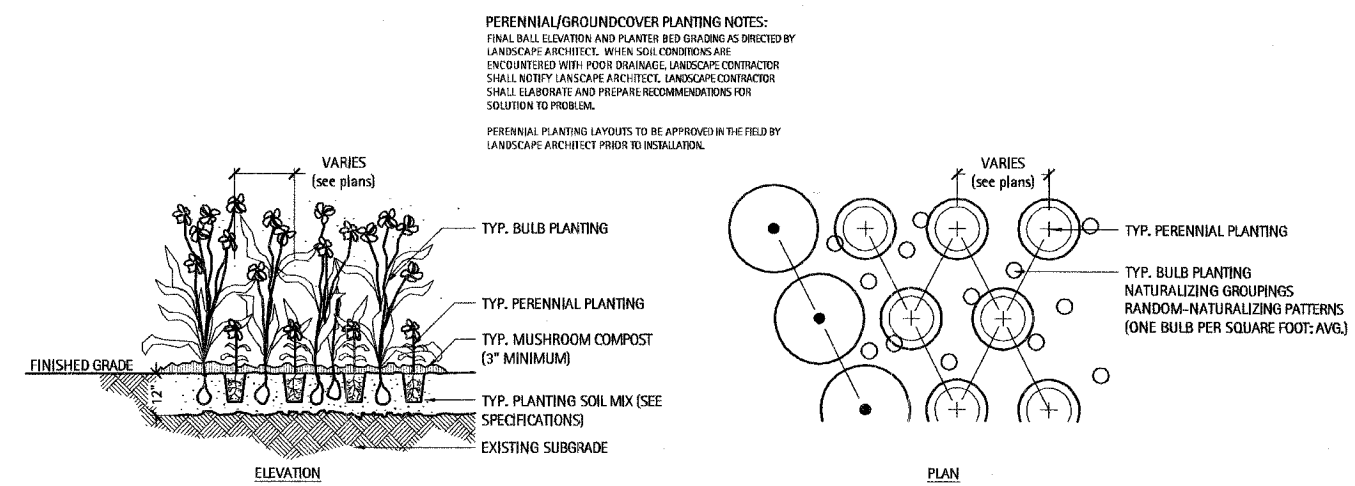 PERENNIAL/GROUNDCOVER PLANTING NOTES:
FINAL BALL ELEVATION AND PLANTER BED GRADING AS DIRECTED BY
LANDSCAPE ARCHITECT. WHEN SOIL CONDITIONS ARE
ENCOUNTERED WITH POOR DRAINAGE, LANDSCAPE CONTRACTOR
SHALL NOTIFY LANSCAPE ARCHITECT. LANDSCAPE CONTRACTOR
SHALL ELABORATE AND PREPARE RECOMMENDATIONS FOR
SOLUTION TO PROBLEM.
PERENNIAL PLANTING LAYOUTS TO BE APPROVED IN THE FIELD BY
LANDSCAPE ARCHITECT PRIOR TO INSTALLATION.
VARIES
(see plans)
TYP. BULB PLANTING
TYP. PERENNIAL PLANTING
TYP. MUSHROOM COMPOST
(3" MINIMUM)
FINISHED GRADE
12"
TYP. PLANTING SOIL MIX (SEE
SPECIFICATIONS)
EXISTING SUBGRADE
ELEVATION
VARIES
(see plans)
TYP. PERENNIAL PLANTING
TYP. BULB PLANTING
NATURALIZING GROUPINGS
RANDOM-NATURALIZING PATTERNS
(ONE BULB PER SQUARE FOOT: AVG.)
PLAN